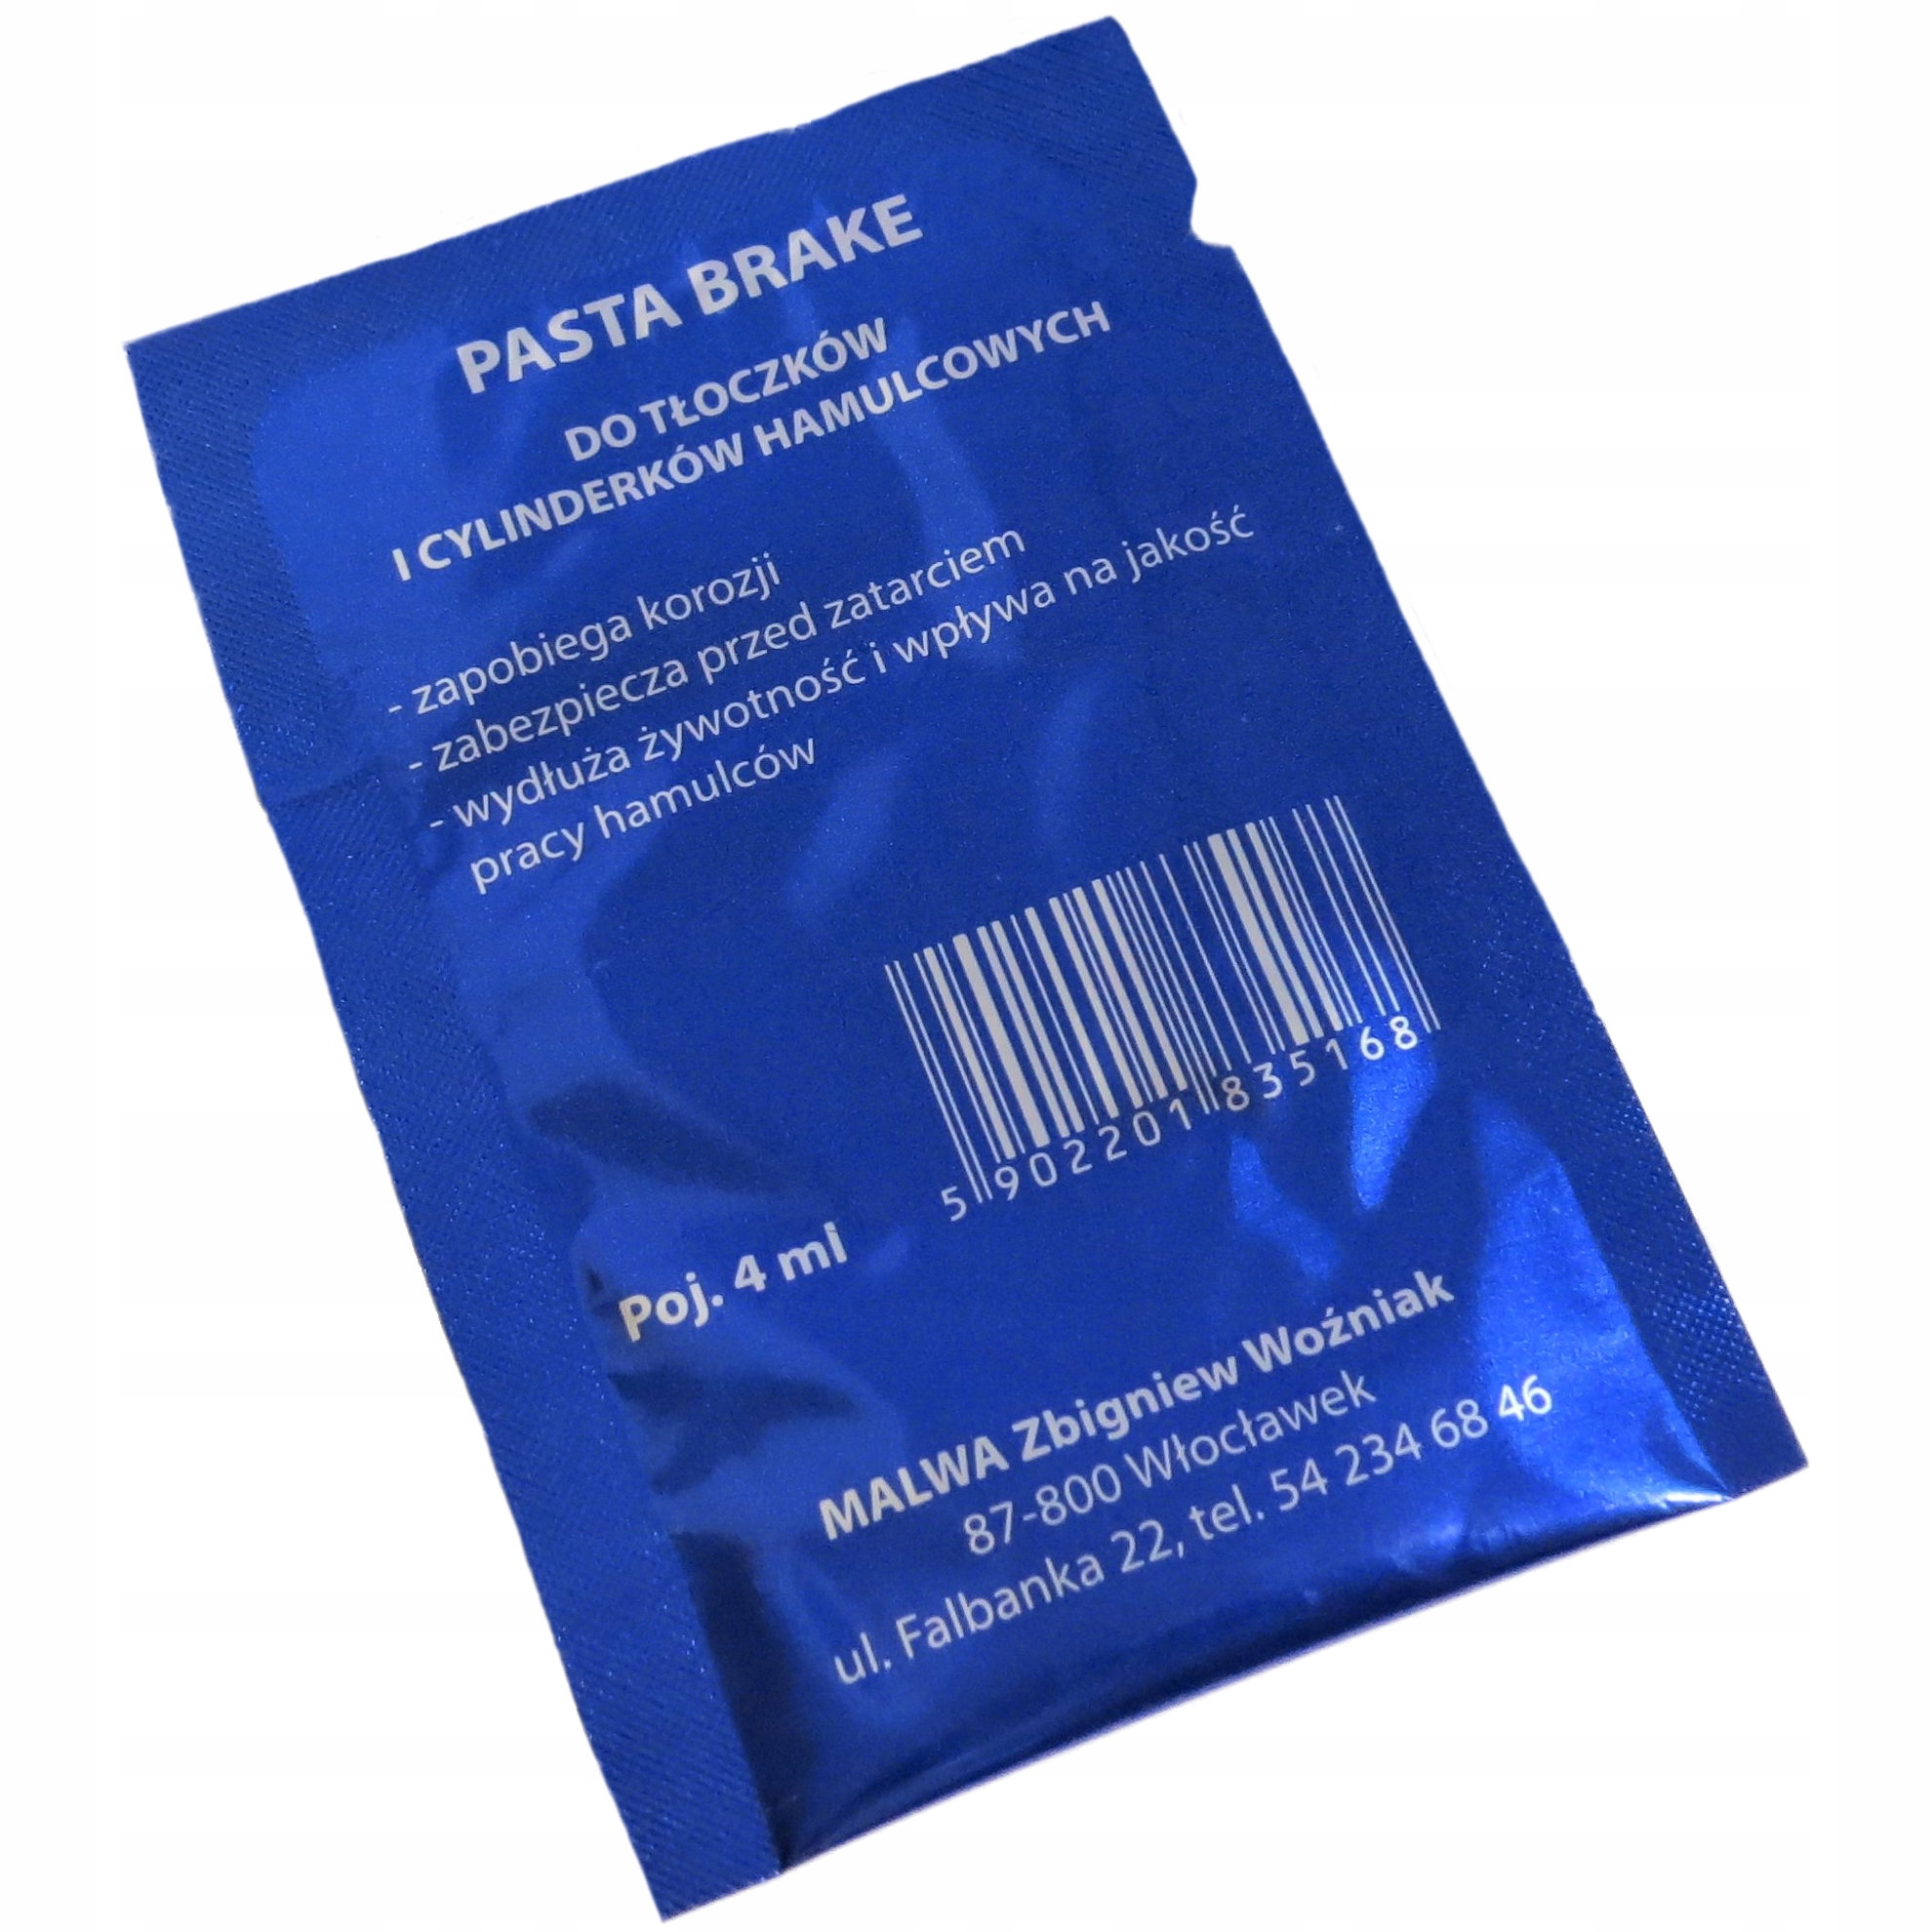 PASTA BRAKE
DO TŁOCZKÓW
I CYLINDERKÓW HAMULCOWYCH
- zapobiega korozji
- zabezpiecza przed zatarciem
- wydłuża żywotność i wpływa na jakość
pracy hamulców
5 902201 835168
Poj. 4 ml
MALWA Zbigniew Woźniak
87-800 Włocławek
ul. Falbanka 22, tel. 54 234 68 46